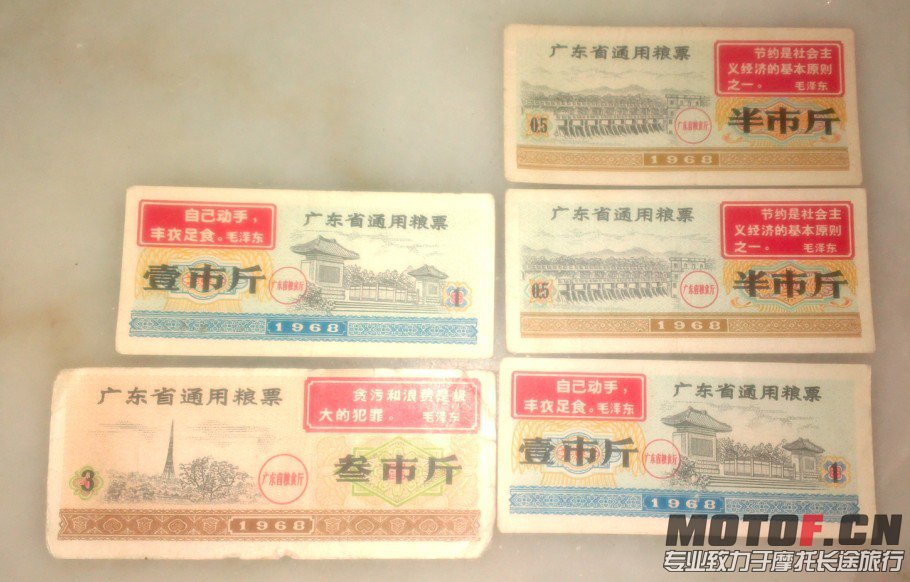 广东省通用粮票
节约是社会主
义经济的基本原则
之一。 毛泽东
0.5
广东省粮食厅
半市斤
1968
自己动手，
丰衣足食。毛泽东
广东省通用粮票
壹市斤
广东省粮食厅
1
1968
广东省通用粮票
节约是社会主
义经济的基本原则
之一。 毛泽东
0.5
广东省粮食厅
半市斤
1968
广东省通用粮票
贪污和浪费是极
大的犯罪。 毛泽东
3
广东省粮食厅
叁市斤
1968
自己动手，
丰衣足食。毛泽东
广东省通用粮票
壹市斤
广东省粮食厅
1
1968
MOTOF.CN
专业致力于摩托长途旅行